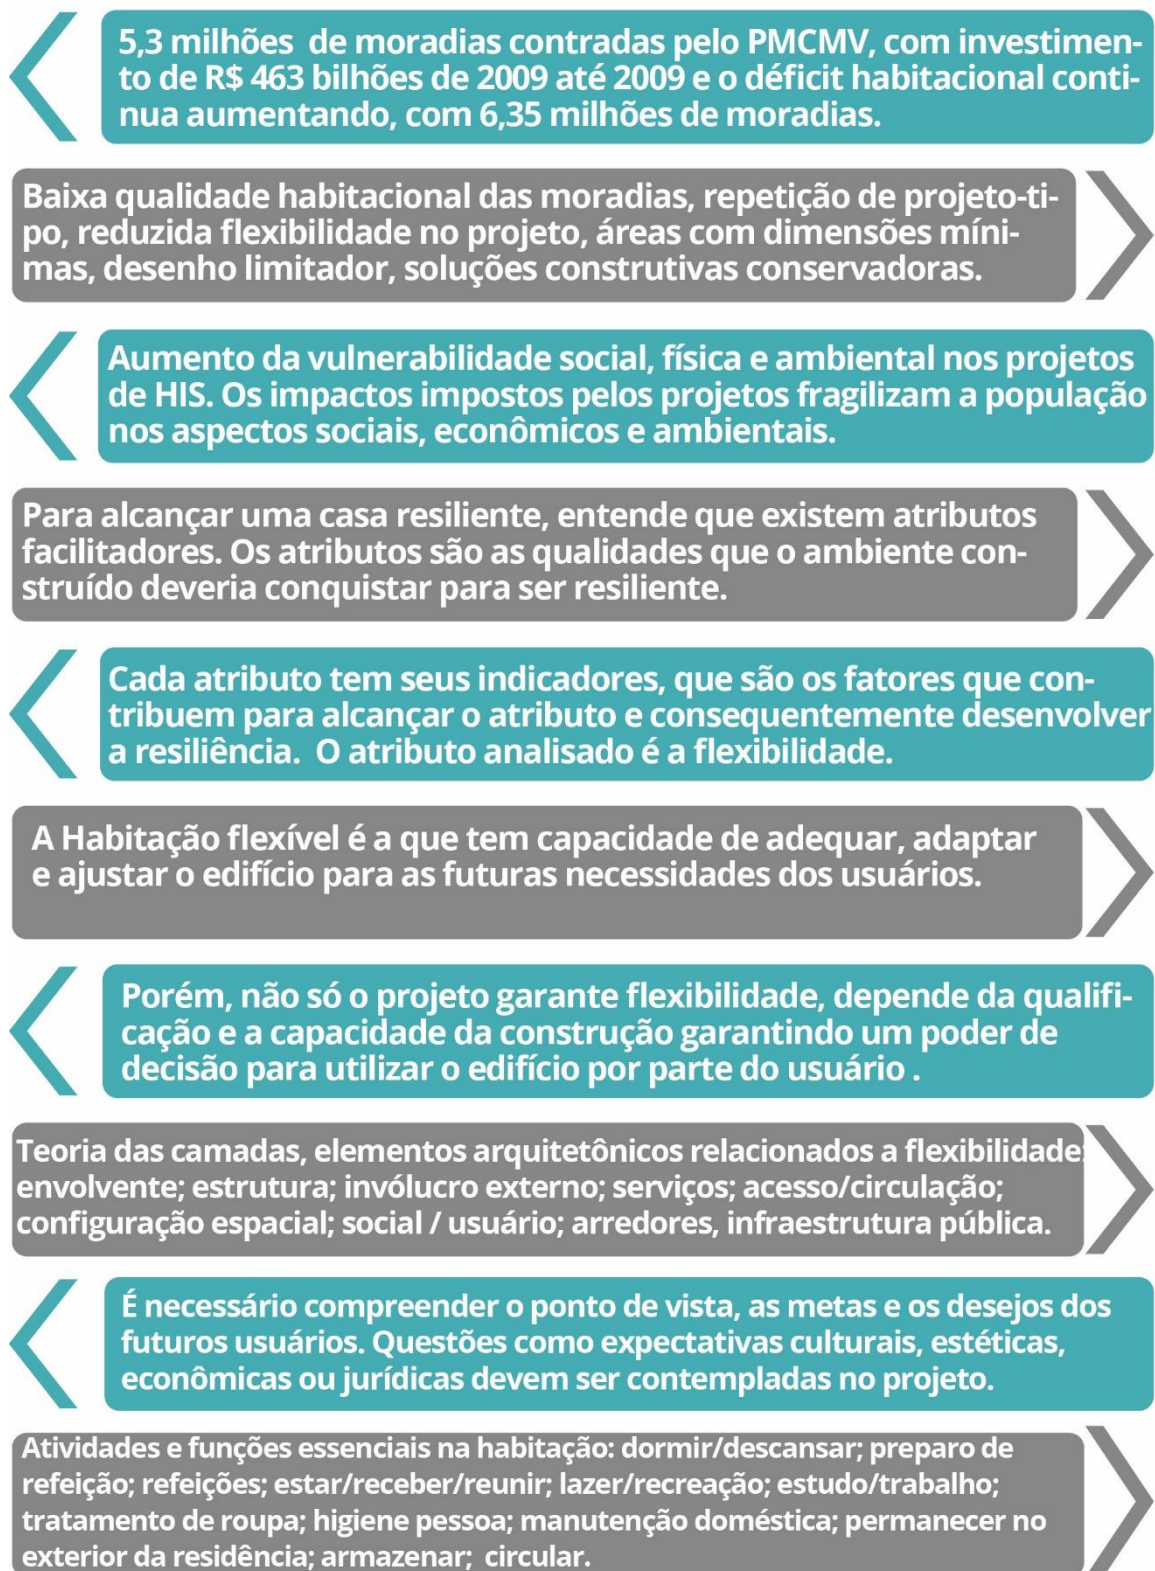 5,3 milhões  de moradias contradas pelo PMCMV, com investimen-
to de R$ 463 bilhões de 2009 até 2009 e o déficit habitacional conti-
nua aumentando, com 6,35 milhões de moradias.
Baixa qualidade habitacional das moradias, repetição de projeto-ti-
po, reduzida flexibilidade no projeto, áreas com dimensões míni-
mas, desenho limitador, soluções construtivas conservadoras.
Aumento da vulnerabilidade social, física e ambiental nos projetos
de HIS. Os impactos impostos pelos projetos fragilizam a população
nos aspectos sociais, econômicos e ambientais.
Para alcançar uma casa resiliente, entende que existem atributos
facilitadores. Os atributos são as qualidades que o ambiente con-
struído deveria conquistar para ser resiliente.
Cada atributo tem seus indicadores, que são os fatores que con-
tribuem para alcançar o atributo e consequentemente desenvolver
a resiliência.  O atributo analisado é a flexibilidade.
A Habitação flexível é a que tem capacidade de adequar, adaptar
e ajustar o edifício para as futuras necessidades dos usuários.
Porém, não só o projeto garante flexibilidade, depende da qualifi-
cação e a capacidade da construção garantindo um poder de
decisão para utilizar o edifício por parte do usuário .
Teoria das camadas, elementos arquitetônicos relacionados a flexibilidade:
envolvente; estrutura; invólucro externo; serviços; acesso/circulação;
configuração espacial; social / usuário; arredores, infraestrutura pública.
É necessário compreender o ponto de vista, as metas e os desejos dos
futuros usuários. Questões como expectativas culturais, estéticas,
econômicas ou jurídicas devem ser contempladas no projeto.
Atividades e funções essenciais na habitação: dormir/descansar; preparo de
refeição; refeições; estar/receber/reunir; lazer/recreação; estudo/trabalho;
tratamento de roupa; higiene pessoa; manutenção doméstica; permanecer no
exterior da residência; armazenar;  circular.